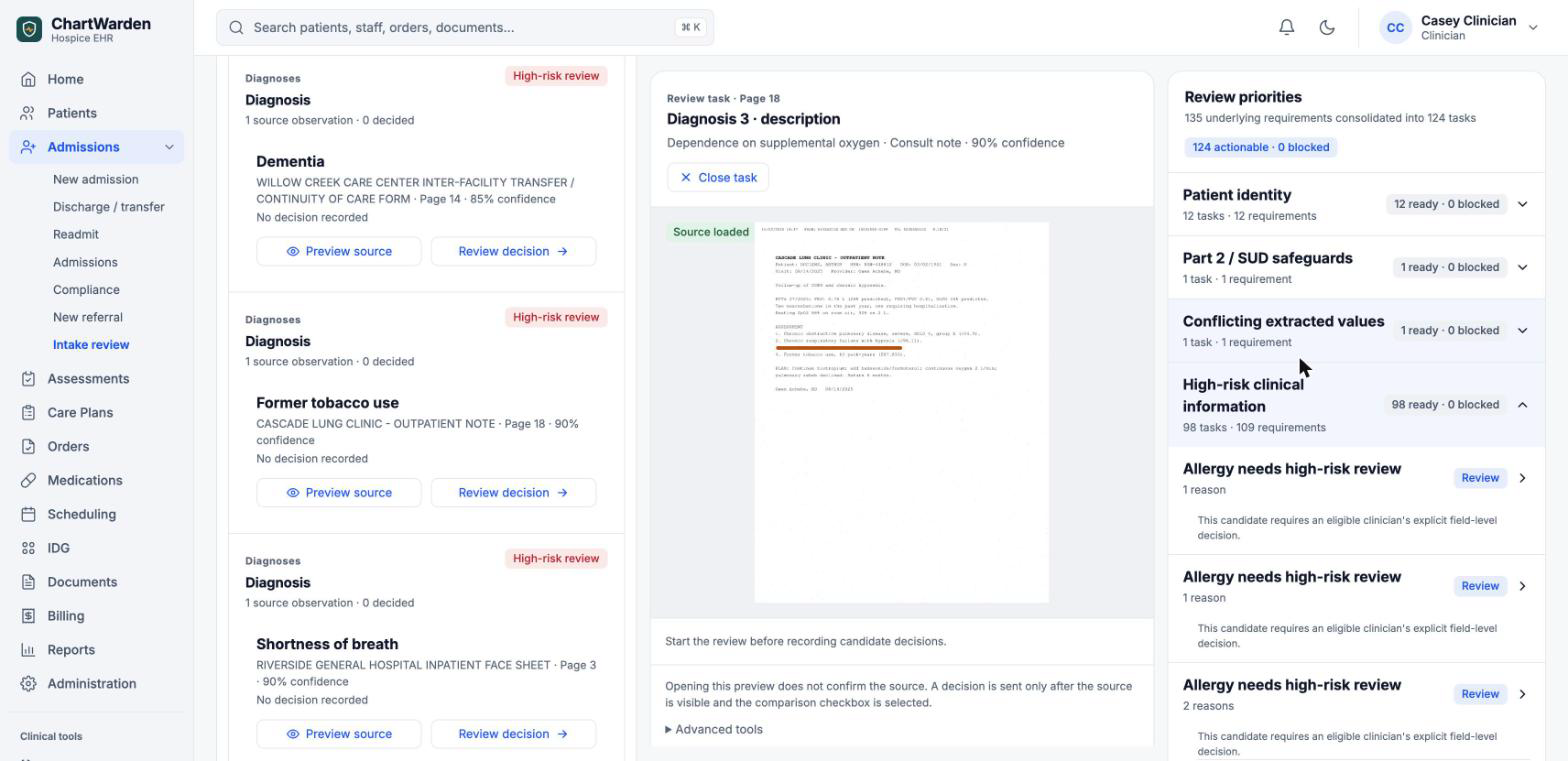 ChartWarden
Hospice EHR
Search patients, staff, orders, documents...
⌘ K
CC
Casey Clinician
Clinician
Home
Patients
Admissions
New admission
Discharge / transfer
Readmit
Admissions
Compliance
New referral
Intake review
Assessments
Care Plans
Orders
Medications
Scheduling
IDG
Documents
Billing
Reports
Administration
Clinical tools
Diagnoses
High-risk review
Diagnosis
1 source observation · 0 decided
Dementia
WILLOW CREEK CARE CENTER INTER-FACILITY TRANSFER /
CONTINUITY OF CARE FORM · Page 14 · 85% confidence
No decision recorded
Preview source
Review decision →
Diagnoses
High-risk review
Diagnosis
1 source observation · 0 decided
Former tobacco use
CASCADE LUNG CLINIC - OUTPATIENT NOTE · Page 18 · 90%
confidence
No decision recorded
Preview source
Review decision →
Diagnoses
High-risk review
Diagnosis
1 source observation · 0 decided
Shortness of breath
RIVERSIDE GENERAL HOSPITAL INPATIENT FACE SHEET · Page 3
· 90% confidence
No decision recorded
Preview source
Review decision →
Review task · Page 18
Diagnosis 3 · description
Dependence on supplemental oxygen · Consult note · 90% confidence
Close task
Source loaded
CASCADE LUNG CLINIC - OUTPATIENT NOTE
Follow-up of COPD and chronic hypoxemia.
ASSESSMENT
Start the review before recording candidate decisions.
Opening this preview does not confirm the source. A decision is sent only after the source
is visible and the comparison checkbox is selected.
Advanced tools
Review priorities
135 underlying requirements consolidated into 124 tasks
124 actionable · 0 blocked
Patient identity
12 tasks · 12 requirements
12 ready · 0 blocked
Part 2 / SUD safeguards
1 task · 1 requirement
1 ready · 0 blocked
Conflicting extracted values
1 task · 1 requirement
1 ready · 0 blocked
High-risk clinical
information
98 tasks · 109 requirements
98 ready · 0 blocked
Allergy needs high-risk review
1 reason
Review
This candidate requires an eligible clinician's explicit field-level
decision.
Allergy needs high-risk review
1 reason
Review
This candidate requires an eligible clinician's explicit field-level
decision.
Allergy needs high-risk review
2 reasons
Review
This candidate requires an eligible clinician's explicit field-level
decision.